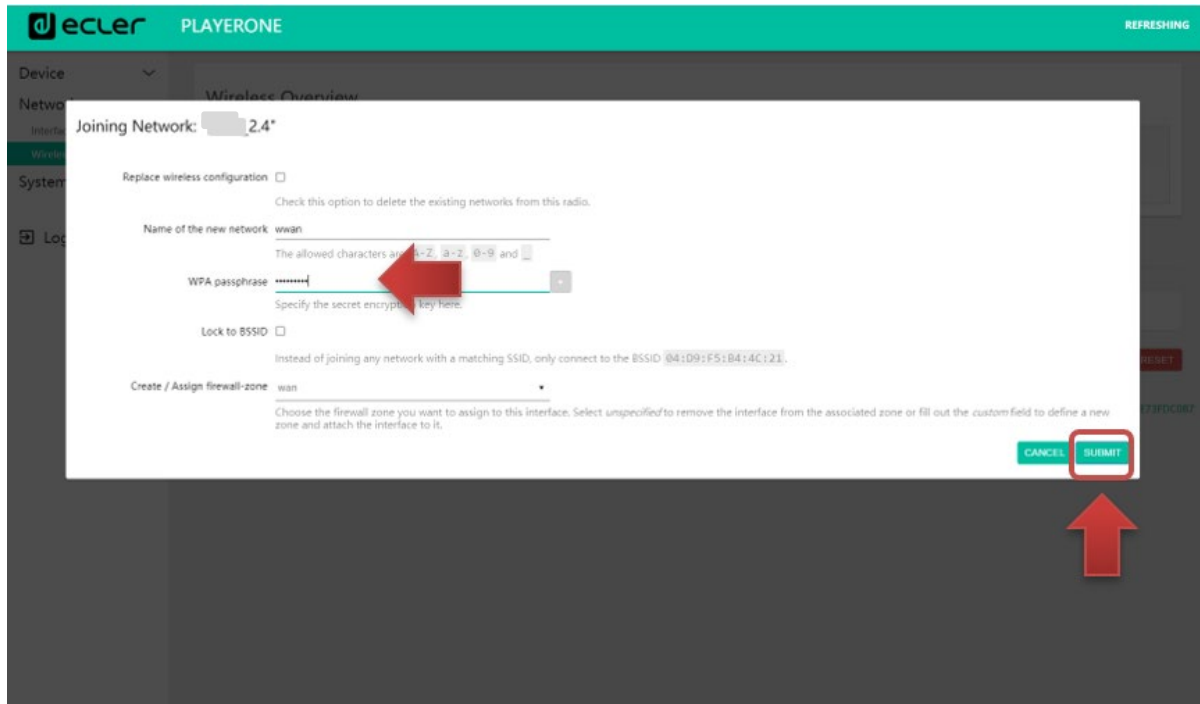 ecler PLAYERONE REFRESHING
Device
Wireless Overview
Joining Network: 2.4"
Replace wireless configuration
Check this option to delete the existing networks from this radio.
System
Name of the new network wwan
The allowed characters are A-Z, a-z, 0-9 and _
WPA passphrase •••••••••
Specify the secret encryption key here.
Lock to BSSID
Instead of joining any network with a matching SSID, only connect to the BSSID 04:D9:F5:B4:4C:21.
RESET
Create / Assign firewall-zone wan
Choose the firewall zone you want to assign to this interface. Select unspecified to remove the interface from the associated zone or fill out the custom field to define a new
zone and attach the interface to it.
CANCEL SUBMIT